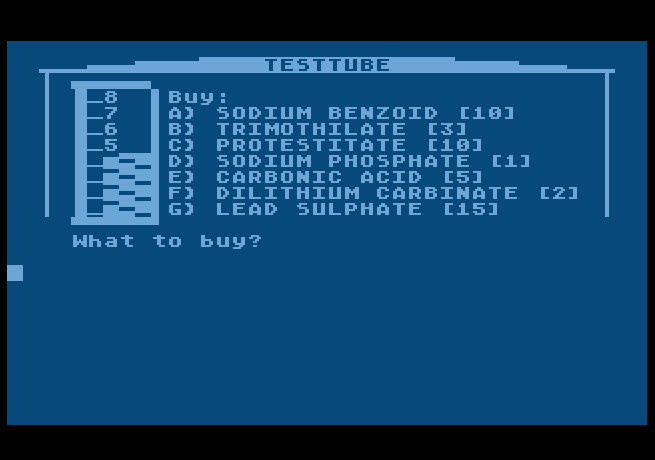 TESTTUBE
8 Buy:
7 A) SODIUM BENZOID [10]
6 B) TRIMOTHILATE [3]
5 C) PROTESTITATE [10]
D) SODIUM PHOSPHATE [1]
E) CARBONIC ACID [5]
F) DILITHIUM CARBINATE [2]
G) LEAD SULPHATE [15]
What to buy?